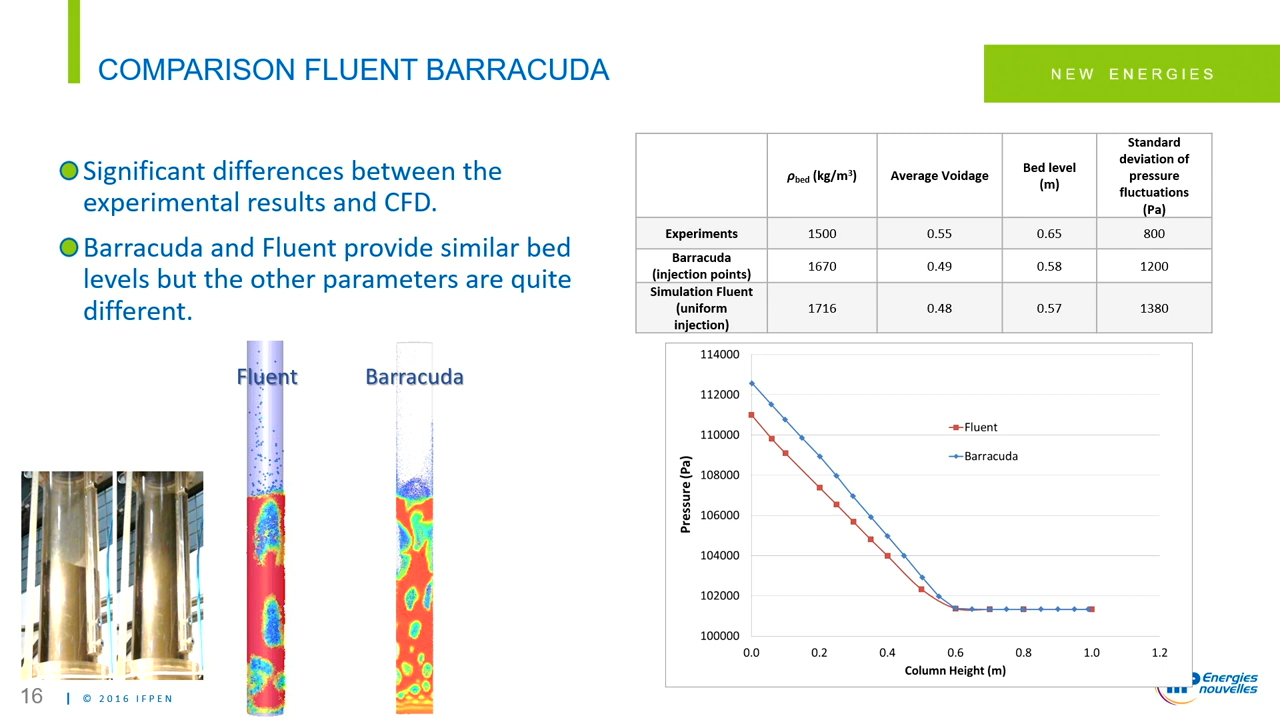 COMPARISON FLUENT BARRACUDA
NEW ENERGIES
Significant differences between the
experimental results and CFD.
Barracuda and Fluent provide similar bed
levels but the other parameters are quite
different.
ρbed (kg/m³) Average Voidage Bed level (m) Standard deviation of pressure fluctuations (Pa)
Experiments 1500 0.55 0.65 800
Barracuda (injection points) 1670 0.49 0.58 1200
Simulation Fluent (uniform injection) 1716 0.48 0.57 1380
Fluent
Barracuda
114000
112000
110000
108000
106000
104000
102000
100000
Pressure (Pa)
Fluent
Barracuda
0.0 0.2 0.4 0.6 0.8 1.0 1.2
Column Height (m)
16 | © 2016 IFPEN
Energies
nouvelles